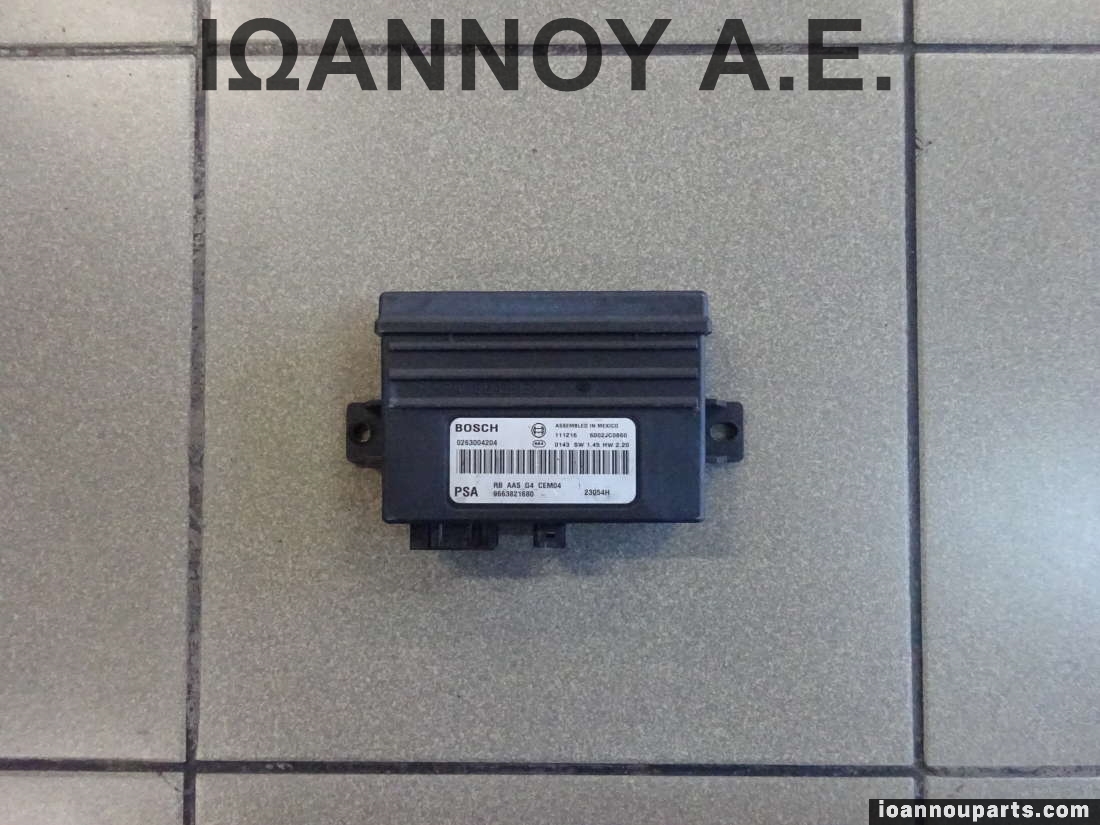 ΙΩΑΝΝΟΥ Α.Ε.
BOSCH
ASSEMBLED IN MEXICO
0263004204
111216 6D02JC0860
0143 SW 1.45 HW 2.20
PSA
RB AAS G4 CEM04
9663821680
23054H
ioannouparts.com